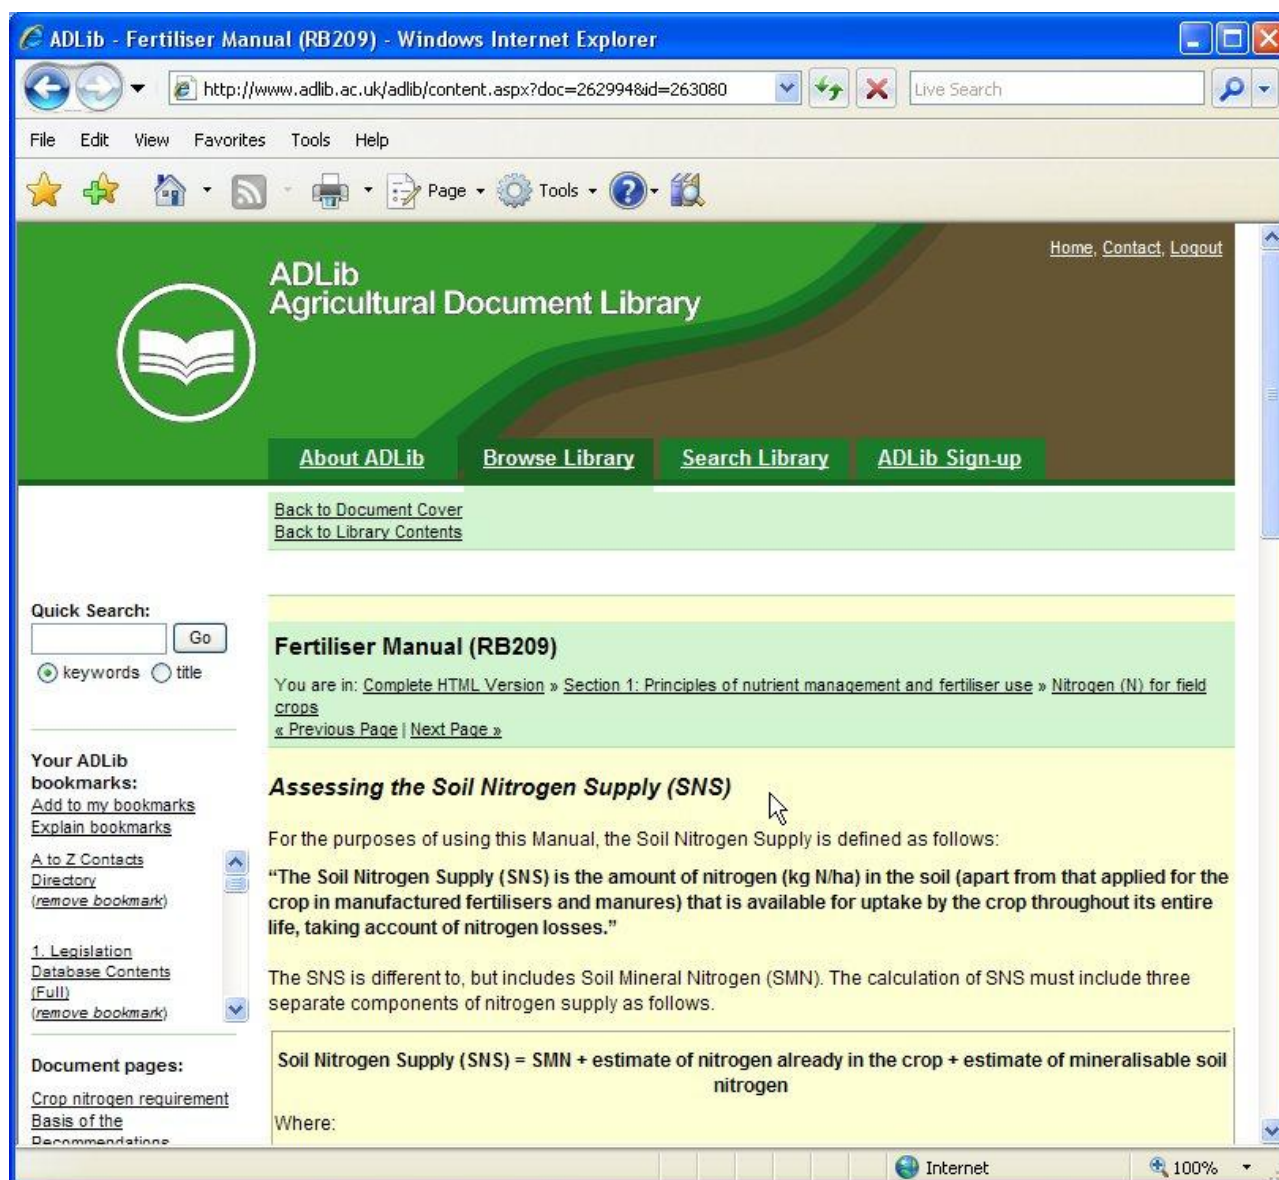 ADLib - Fertiliser Manual (RB209) - Windows Internet Explorer
http://www.adlib.ac.uk/adlib/content.aspx?doc=262994&id=263080
Live Search
File Edit View Favorites Tools Help
Page Tools
Home, Contact, Logout
ADLib
Agricultural Document Library
About ADLib Browse Library Search Library ADLib Sign-up
Back to Document Cover
Back to Library Contents
Quick Search:
Go
keywords title
Your ADLib
bookmarks:
Add to my bookmarks
Explain bookmarks
A to Z Contacts
Directory
(remove bookmark)
1. Legislation
Database Contents
(Full)
(remove bookmark)
Document pages:
Crop nitrogen requirement
Basis of the
Recommendations
Fertiliser Manual (RB209)
You are in: Complete HTML Version » Section 1: Principles of nutrient management and fertiliser use » Nitrogen (N) for field
crops
« Previous Page | Next Page »
Assessing the Soil Nitrogen Supply (SNS)
For the purposes of using this Manual, the Soil Nitrogen Supply is defined as follows:
“The Soil Nitrogen Supply (SNS) is the amount of nitrogen (kg N/ha) in the soil (apart from that applied for the
crop in manufactured fertilisers and manures) that is available for uptake by the crop throughout its entire
life, taking account of nitrogen losses.”
The SNS is different to, but includes Soil Mineral Nitrogen (SMN). The calculation of SNS must include three
separate components of nitrogen supply as follows.
Soil Nitrogen Supply (SNS) = SMN + estimate of nitrogen already in the crop + estimate of mineralisable soil
nitrogen
Where:
Internet
100%